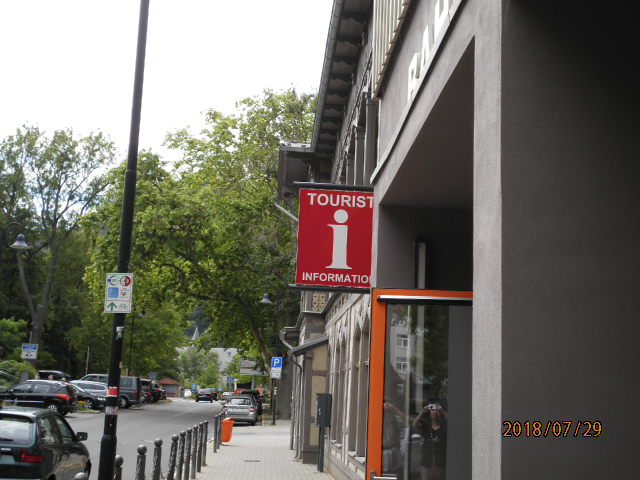 TOURIST
i
INFORMATION
P
2018/07/29